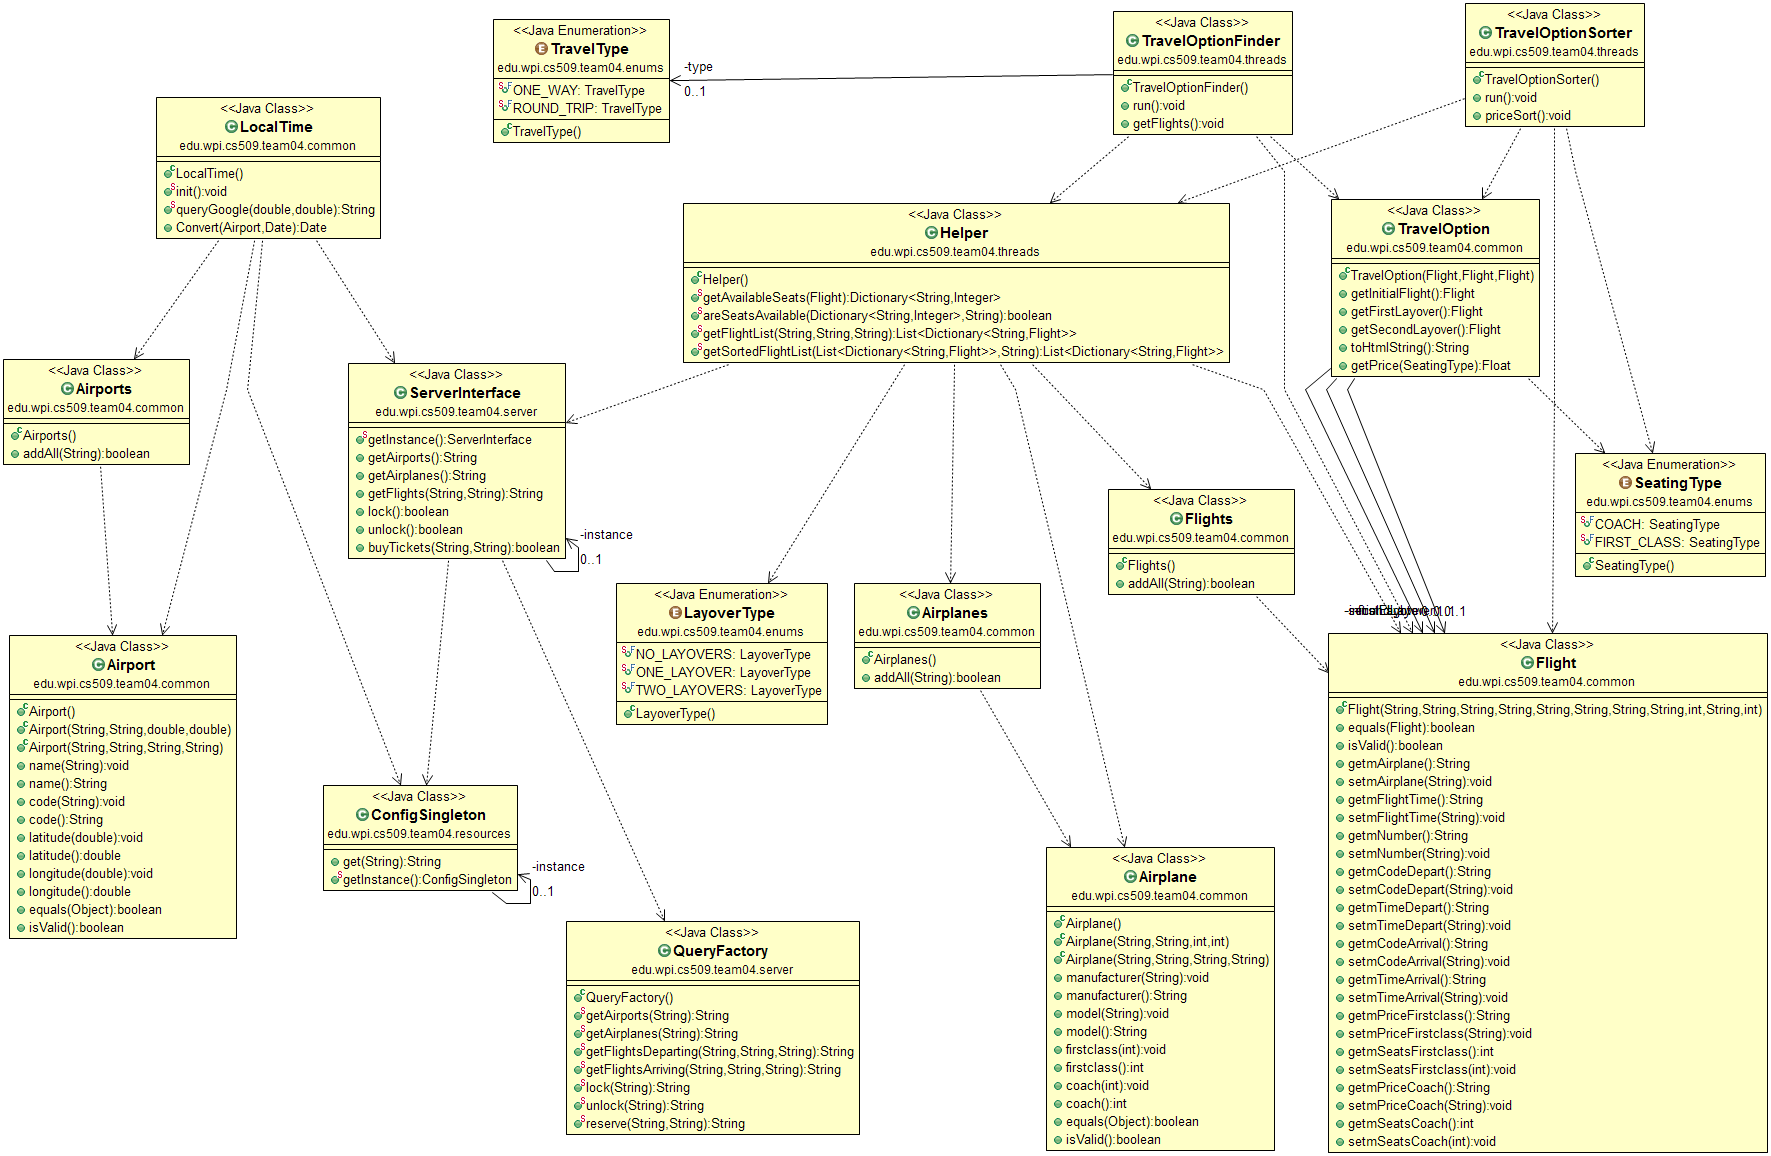 <<Java Enumeration>>
TravelType
edu.wpi.cs509.team04.enums
ONE_WAY: TravelType
ROUND_TRIP: TravelType
TravelType()
-type
0..1
<<Java Class>>
TravelOptionFinder
edu.wpi.cs509.team04.threads
TravelOptionFinder()
run():void
getFlights():void
<<Java Class>>
TravelOptionSorter
edu.wpi.cs509.team04.threads
TravelOptionSorter()
run():void
priceSort():void
<<Java Class>>
LocalTime
edu.wpi.cs509.team04.common
LocalTime()
init():void
queryGoogle(double,double):String
Convert(Airport,Date):Date
<<Java Class>>
Helper
edu.wpi.cs509.team04.threads
Helper()
getAvailableSeats(Flight):Dictionary<String,Integer>
areSeatsAvailable(Dictionary<String,Integer>,String):boolean
getFlightList(String,String,String):List<Dictionary<String,Flight>>
getSortedFlightList(List<Dictionary<String,Flight>>,String):List<Dictionary<String,Flight>>
<<Java Class>>
TravelOption
edu.wpi.cs509.team04.common
TravelOption(Flight,Flight,Flight)
getInitialFlight():Flight
getFirstLayover():Flight
getSecondLayover():Flight
toHtmlString():String
getPrice(SeatingType):Float
<<Java Class>>
Airports
edu.wpi.cs509.team04.common
Airports()
addAll(String):boolean
<<Java Class>>
ServerInterface
edu.wpi.cs509.team04.server
getInstance():ServerInterface
getAirports():String
getAirplanes():String
getFlights(String,String):String
lock():boolean
unlock():boolean
buyTickets(String,String):boolean
-instance
0..1
<<Java Class>>
Flights
edu.wpi.cs509.team04.common
Flights()
addAll(String):boolean
<<Java Enumeration>>
SeatingType
edu.wpi.cs509.team04.enums
COACH: SeatingType
FIRST_CLASS: SeatingType
SeatingType()
<<Java Enumeration>>
LayoverType
edu.wpi.cs509.team04.enums
NO_LAYOVERS: LayoverType
ONE_LAYOVER: LayoverType
TWO_LAYOVERS: LayoverType
LayoverType()
<<Java Class>>
Airplanes
edu.wpi.cs509.team04.common
Airplanes()
addAll(String):boolean
<<Java Class>>
Airport
edu.wpi.cs509.team04.common
Airport()
Airport(String,String,double,double)
Airport(String,String,String,String)
name(String):void
name():String
code(String):void
code():String
latitude(double):void
latitude():double
longitude(double):void
longitude():double
equals(Object):boolean
isValid():boolean
<<Java Class>>
Flight
edu.wpi.cs509.team04.common
Flight(String,String,String,String,String,String,String,String,int,String,int)
equals(Flight):boolean
isValid():boolean
getmAirplane():String
setmAirplane(String):void
getmFlightTime():String
setmFlightTime(String):void
getmNumber():String
setmNumber(String):void
getmCodeDepart():String
setmCodeDepart(String):void
getmTimeDepart():String
setmTimeDepart(String):void
getmCodeArrival():String
setmCodeArrival(String):void
getmTimeArrival():String
setmTimeArrival(String):void
getmPriceFirstclass():String
setmPriceFirstclass(String):void
getmSeatsFirstclass():int
setmSeatsFirstclass(int):void
getmPriceCoach():String
setmPriceCoach(String):void
getmSeatsCoach():int
setmSeatsCoach(int):void
<<Java Class>>
ConfigSingleton
edu.wpi.cs509.team04.resources
get(String):String
getInstance():ConfigSingleton
-instance
0..1
<<Java Class>>
Airplane
edu.wpi.cs509.team04.common
Airplane()
Airplane(String,String,int,int)
Airplane(String,String,String,String)
manufacturer(String):void
manufacturer():String
model(String):void
model():String
firstclass(int):void
firstclass():int
coach(int):void
coach():int
equals(Object):boolean
isValid():boolean
<<Java Class>>
QueryFactory
edu.wpi.cs509.team04.server
QueryFactory()
getAirports(String):String
getAirplanes(String):String
getFlightsDeparting(String,String,String):String
getFlightsArriving(String,String,String):String
lock(String):String
unlock(String):String
reserve(String,String):String